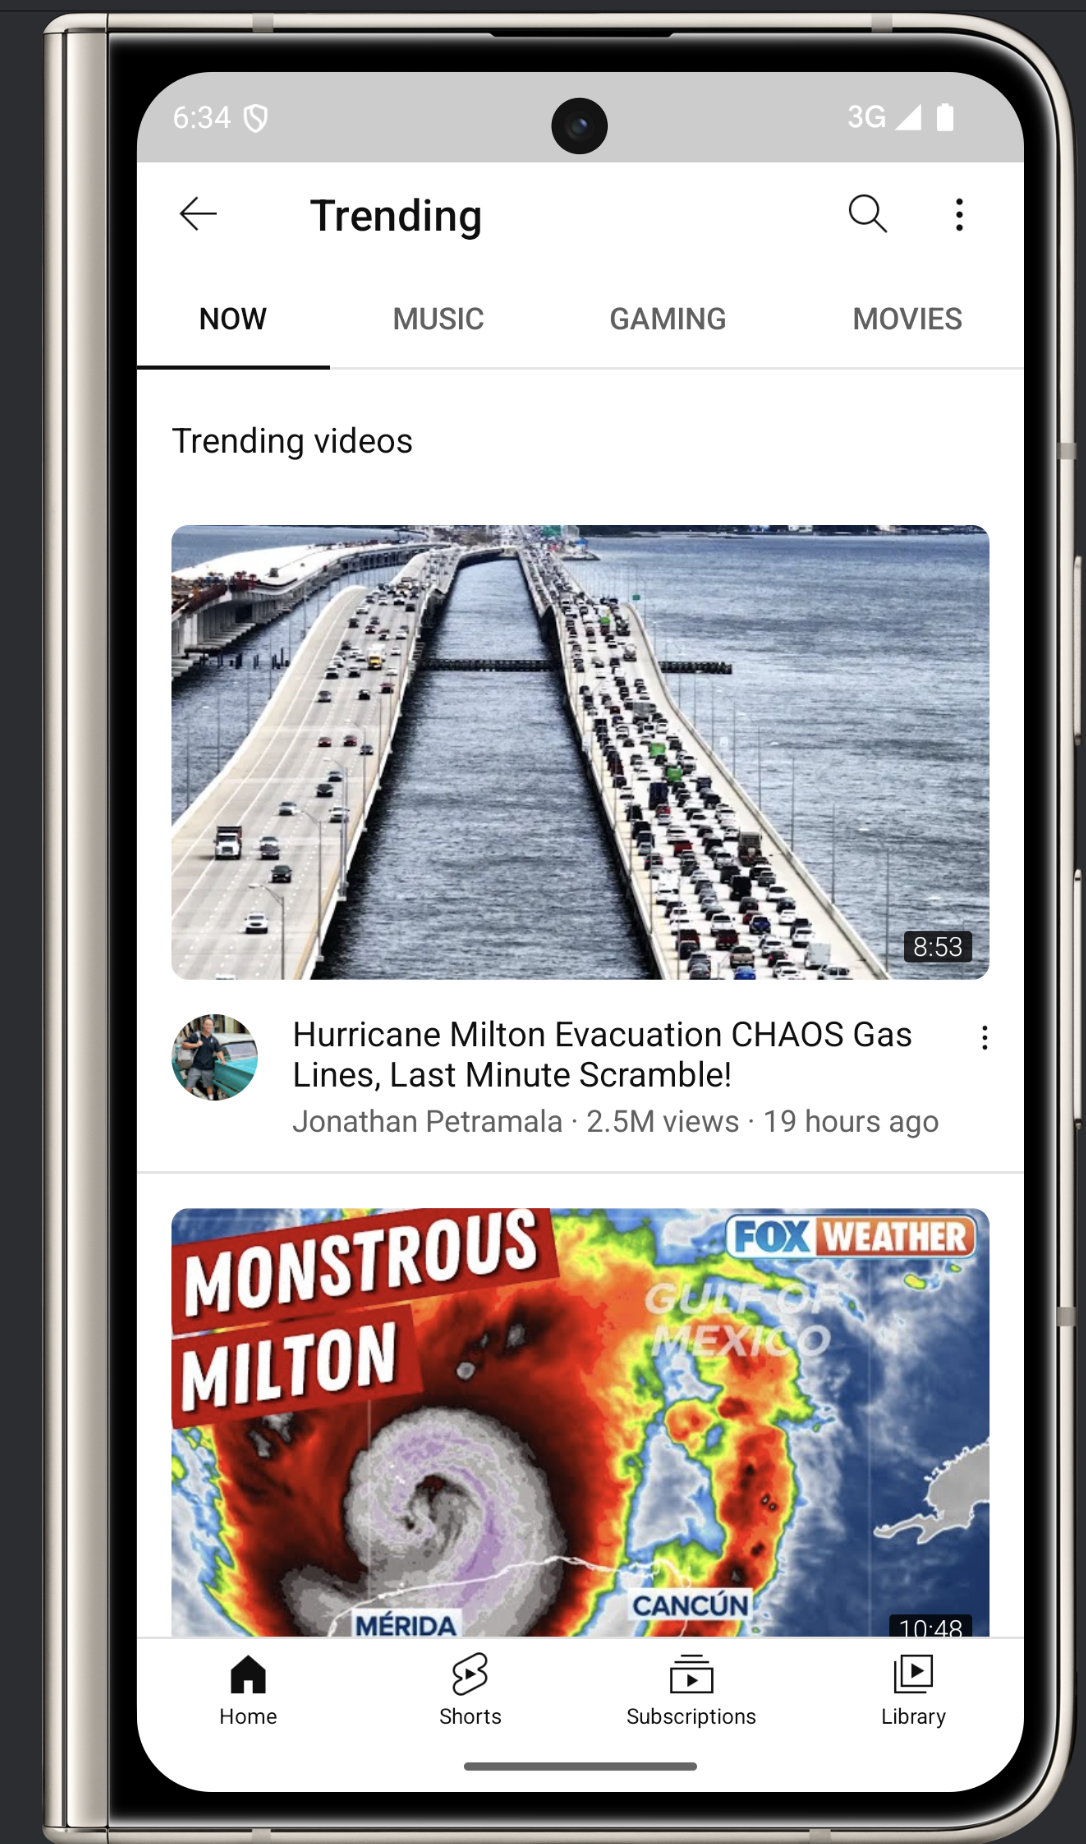 6:34
3G
Trending
NOW
MUSIC
GAMING
MOVIES
Trending videos
8:53
Hurricane Milton Evacuation CHAOS Gas
Lines, Last Minute Scramble!
Jonathan Petramala · 2.5M views · 19 hours ago
MONSTROUS
MILTON
FOX WEATHER
GULF OF
MEXICO
CANCÚN
MÉRIDA
10:48
Home
Shorts
Subscriptions
Library